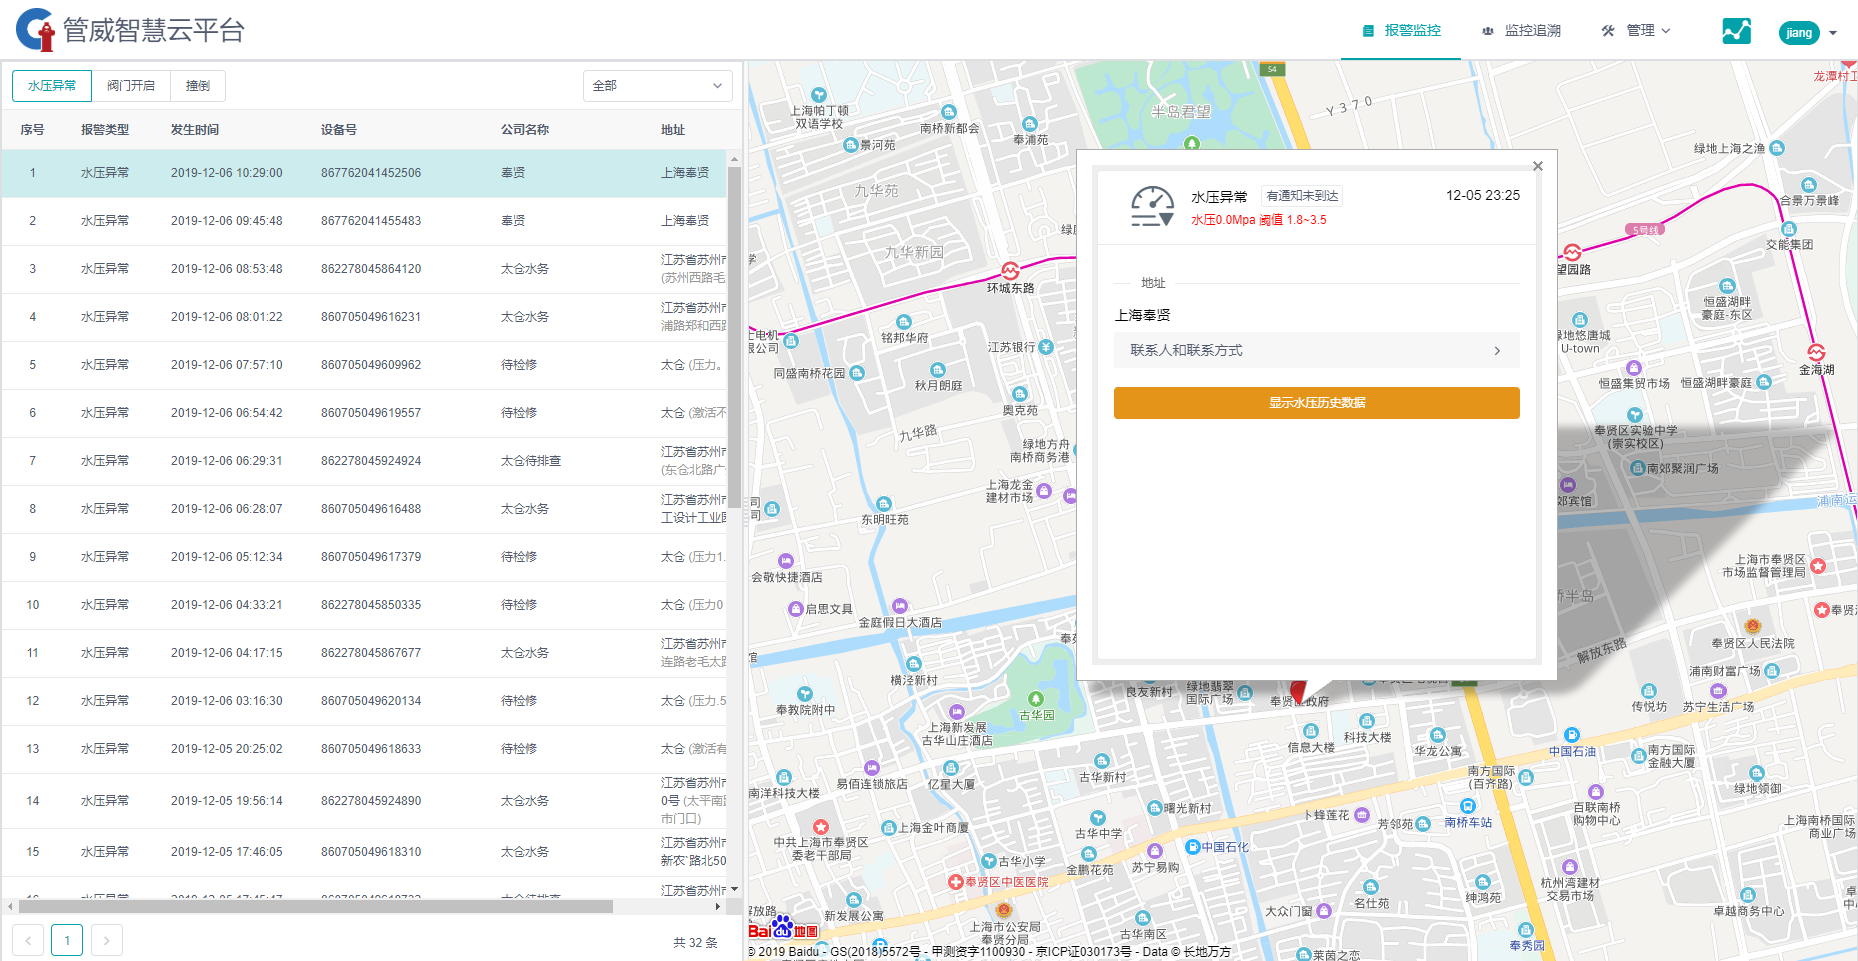 管威智慧云平台
报警监控
监控追溯
管理
jiang
水压异常
阀门开启
撞倒
全部
序号 报警类型 发生时间 设备号 公司名称 地址
1 水压异常 2019-12-06 10:29:00 867762041452506 奉贤 上海奉贤
2 水压异常 2019-12-06 09:45:48 867762041455483 奉贤 上海奉贤
3 水压异常 2019-12-06 08:53:48 862278045864120 太仓水务 江苏省苏州市
(苏州西路毛
4 水压异常 2019-12-06 08:01:22 860705049616231 太仓水务 江苏省苏州市
浦路郑和西路
5 水压异常 2019-12-06 07:57:10 860705049609962 待检修 太仓 (压力。
6 水压异常 2019-12-06 06:54:42 860705049619557 待检修 太仓 (激活不
7 水压异常 2019-12-06 06:29:31 862278045924924 太仓待排查 江苏省苏州市
(东仓北路广
8 水压异常 2019-12-06 06:28:07 860705049616488 太仓水务 江苏省苏州市
工设计工业园
9 水压异常 2019-12-06 05:12:34 860705049617379 待检修 太仓 (压力1.
10 水压异常 2019-12-06 04:33:21 862278045850335 待检修 太仓 (压力0
11 水压异常 2019-12-06 04:17:15 862278045867677 太仓水务 江苏省苏州市
连路老毛太路
12 水压异常 2019-12-06 03:16:30 860705049620134 待检修 太仓 (压力.5
13 水压异常 2019-12-05 20:25:02 860705049618633 待检修 太仓 (激活有
14 水压异常 2019-12-05 19:56:14 862278045924890 太仓水务 江苏省苏州市
0号 (太平南路
市门口)
15 水压异常 2019-12-05 17:46:05 860705049618310 太仓水务 江苏省苏州市
新农`路北50
1
共 32 条
水压异常
有通知未到达
12-05 23:25
水压0.0Mpa 阈值 1.8~3.5
地址
上海奉贤
联系人和联系方式
显示水压历史数据
S4
Y370
半岛君望
龙潭村工
上海帕丁顿
双语学校
南桥新都会
奉浦苑
景河苑
绿地上海之渔
九华苑
合景万景峰
5号线
交能集团
九华新园
环城东路
望园路
恒盛湖畔
豪庭-东区
铭邦华府
江苏银行
绿地悠唐城
U-town
金海湖
同盛南桥花园
秋月朗庭
恒盛集贸市场
恒盛湖畔豪庭
奥克苑
九华路
奉贤区实验中学
(崇实校区)
绿地方舟
南桥商务港
南郊聚润广场
上海龙金
建材市场
郊宾馆
浦南运
东明旺苑
上海市奉贤区
市场监督管理局
会敬快捷酒店
桥半岛
启思文具
金庭假日大酒店
奉贤区人民法院
解放东路
横泾新村
浦南财富广场
奉教院附中
良友新村
绿地翡翠
国际广场
奉贤区政府
传悦坊
苏宁生活广场
古华园
上海新发展
古华山庄酒店
信息大楼
科技大楼
华龙公寓
中国石油
南方国际
金融大厦
南洋科技大楼
易佰连锁旅店
亿星大厦
古华新村
南方国际
(百齐路)
绿地领御
曙光新村
卜蜂莲花
芳邻苑
南桥车站
百联南桥
购物中心
上海南桥国际
商业广场
上海金叶商厦
古华中学
中共上海市奉贤区
委老干部局
中国石化
古华小学
金鹏花苑
苏宁易购
奉贤区中医医院
名仕苑
绅鸿苑
杭州湾建材
交易市场
新发展公寓
大众门窗
卓越商务中心
解放路
上海市公安局
奉贤分局
古华南区
奉秀园
莱茵之恋
Bai du 地图
© 2019 Baidu - GS(2018)5572号 - 甲测资字1100930 - 京ICP证030173号 - Data © 长地万方